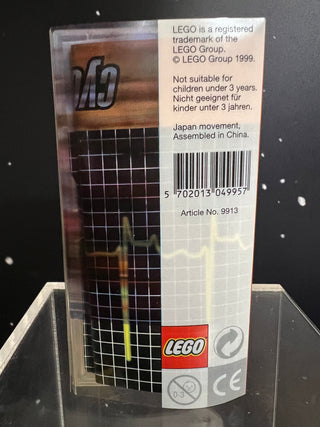 LEGO is a registered
trademark of the
LEGO Group.
© LEGO Group 1999.
Not suitable for
children under 3 years.
Nicht geeignet für
kinder unter 3 jahren.
Japan movement,
Assembled in China.
5 702013 049957
Article No. 9913
LEGO
0-3
CE